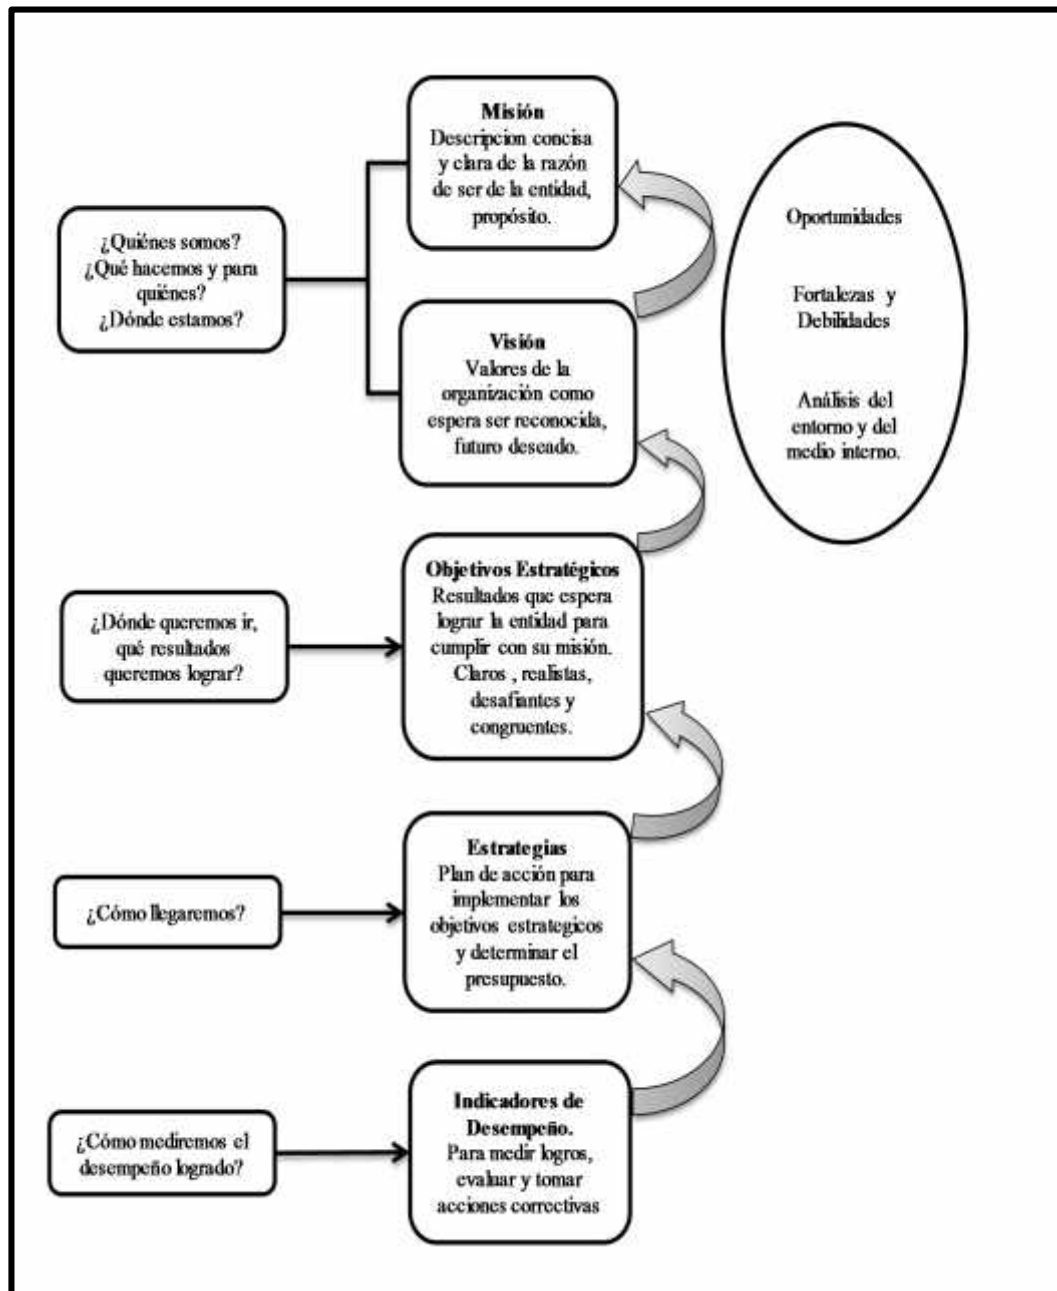 Misión
Descripcion concisa
y clara de la razón
de ser de la entidad,
propósito.
¿Quiénes somos?
¿Qué hacemos y para
quiénes?
¿Dónde estamos?
Visión
Valores de la
organización como
espera ser reconocida,
futuro deseado.
Oportunidades
Fortalezas y
Debilidades
Análisis del
entorno y del
medio interno.
¿Dónde queremos ir,
qué resultados
queremos lograr?
Objetivos Estratégicos
Resultados que espera
lograr la entidad para
cumplir con su misión.
Claros , realistas,
desafiantes y
congruentes.
¿Cómo llegaremos?
Estrategias
Plan de acción para
implementar los
objetivos estrategicos
y determinar el
presupuesto.
¿Cómo mediremos el
desempeño logrado?
Indicadores de
Desempeño.
Para medir logros,
evaluar y tomar
acciones correctivas